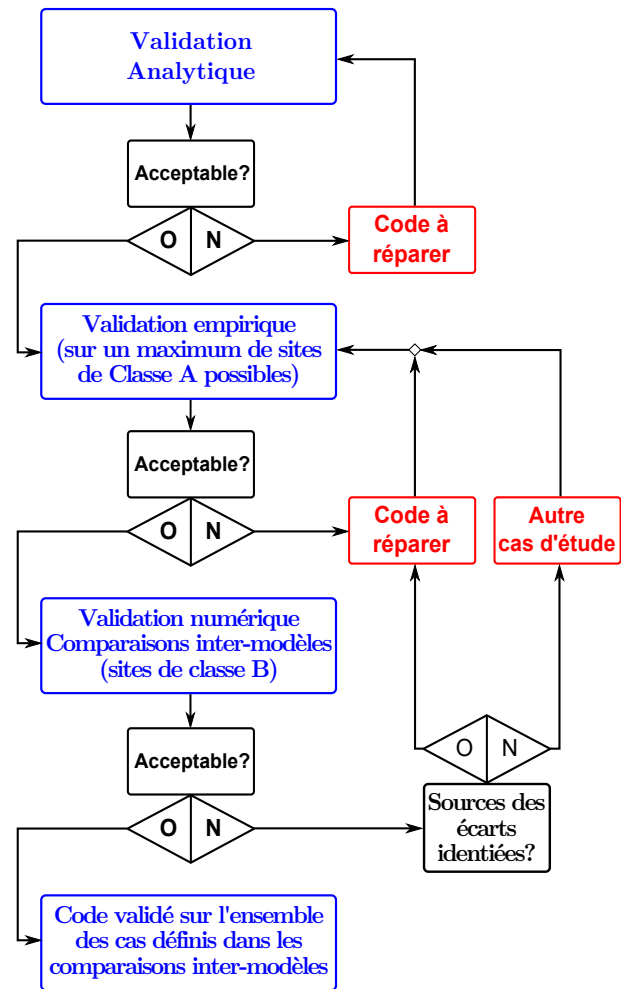 Validation
Analytique
Acceptable?
O N
Code à
réparer
Validation empirique
(sur un maximum de sites
de Classe A possibles)
Acceptable?
O N
Code à
réparer
Autre
cas d'étude
Validation numérique
Comparaisons inter-modèles
(sites de classe B)
O N
Acceptable?
Sources des
écarts
identiées?
O N
Code validé sur l'ensemble
des cas définis dans les
comparaisons inter-modèles